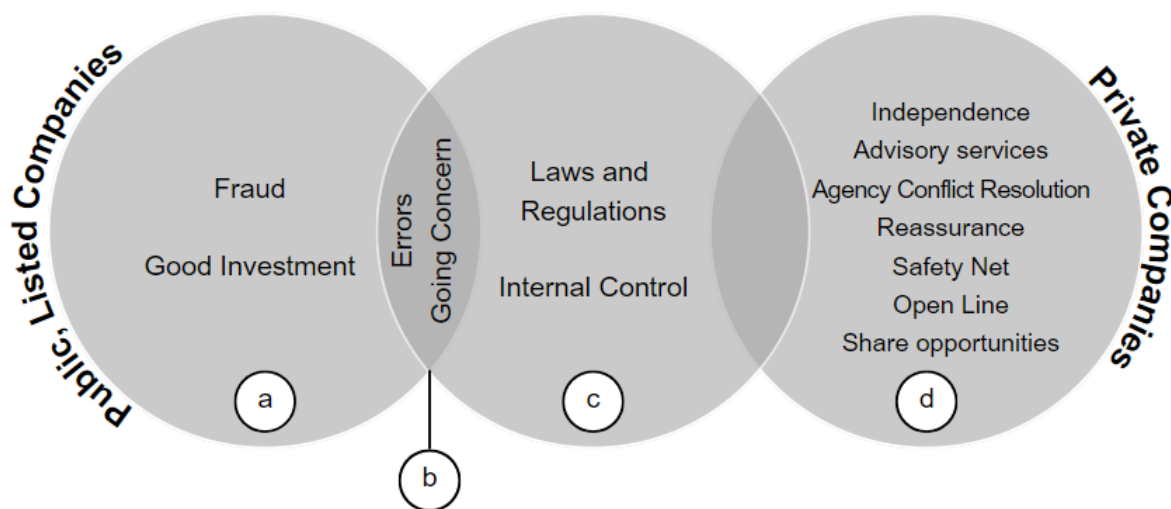 Public, Listed Companies
Fraud
Good Investment
a
Errors
Going Concern
b
Laws and
Regulations
Internal Control
c
Independence
Advisory services
Agency Conflict Resolution
Reassurance
Safety Net
Open Line
Share opportunities
d
Private Companies